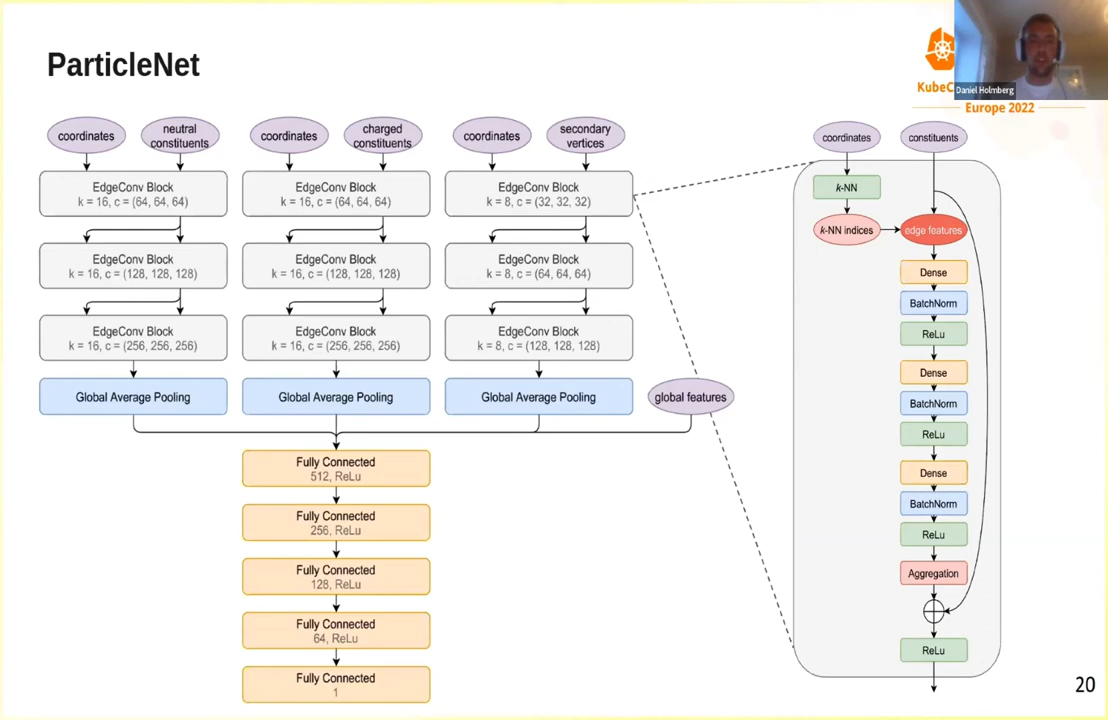 ParticleNet
KubeC
Daniel Holmberg
Europe 2022
coordinates
neutral
constituents
coordinates
charged
constituents
coordinates
secondary
vertices
EdgeConv Block
k = 16, c = (64, 64, 64)
EdgeConv Block
k = 16, c = (64, 64, 64)
EdgeConv Block
k = 8, c = (32, 32, 32)
EdgeConv Block
k = 16, c = (128, 128, 128)
EdgeConv Block
k = 16, c = (128, 128, 128)
EdgeConv Block
k = 8, c = (64, 64, 64)
EdgeConv Block
k = 16, c = (256, 256, 256)
EdgeConv Block
k = 16, c = (256, 256, 256)
EdgeConv Block
k = 8, c = (128, 128, 128)
Global Average Pooling
Global Average Pooling
Global Average Pooling
global features
Fully Connected
512, ReLu
Fully Connected
256, ReLu
Fully Connected
128, ReLu
Fully Connected
64, ReLu
Fully Connected
1
coordinates
constituents
k-NN
k-NN indices
edge features
Dense
BatchNorm
ReLu
Dense
BatchNorm
ReLu
Dense
BatchNorm
ReLu
Aggregation
ReLu
20